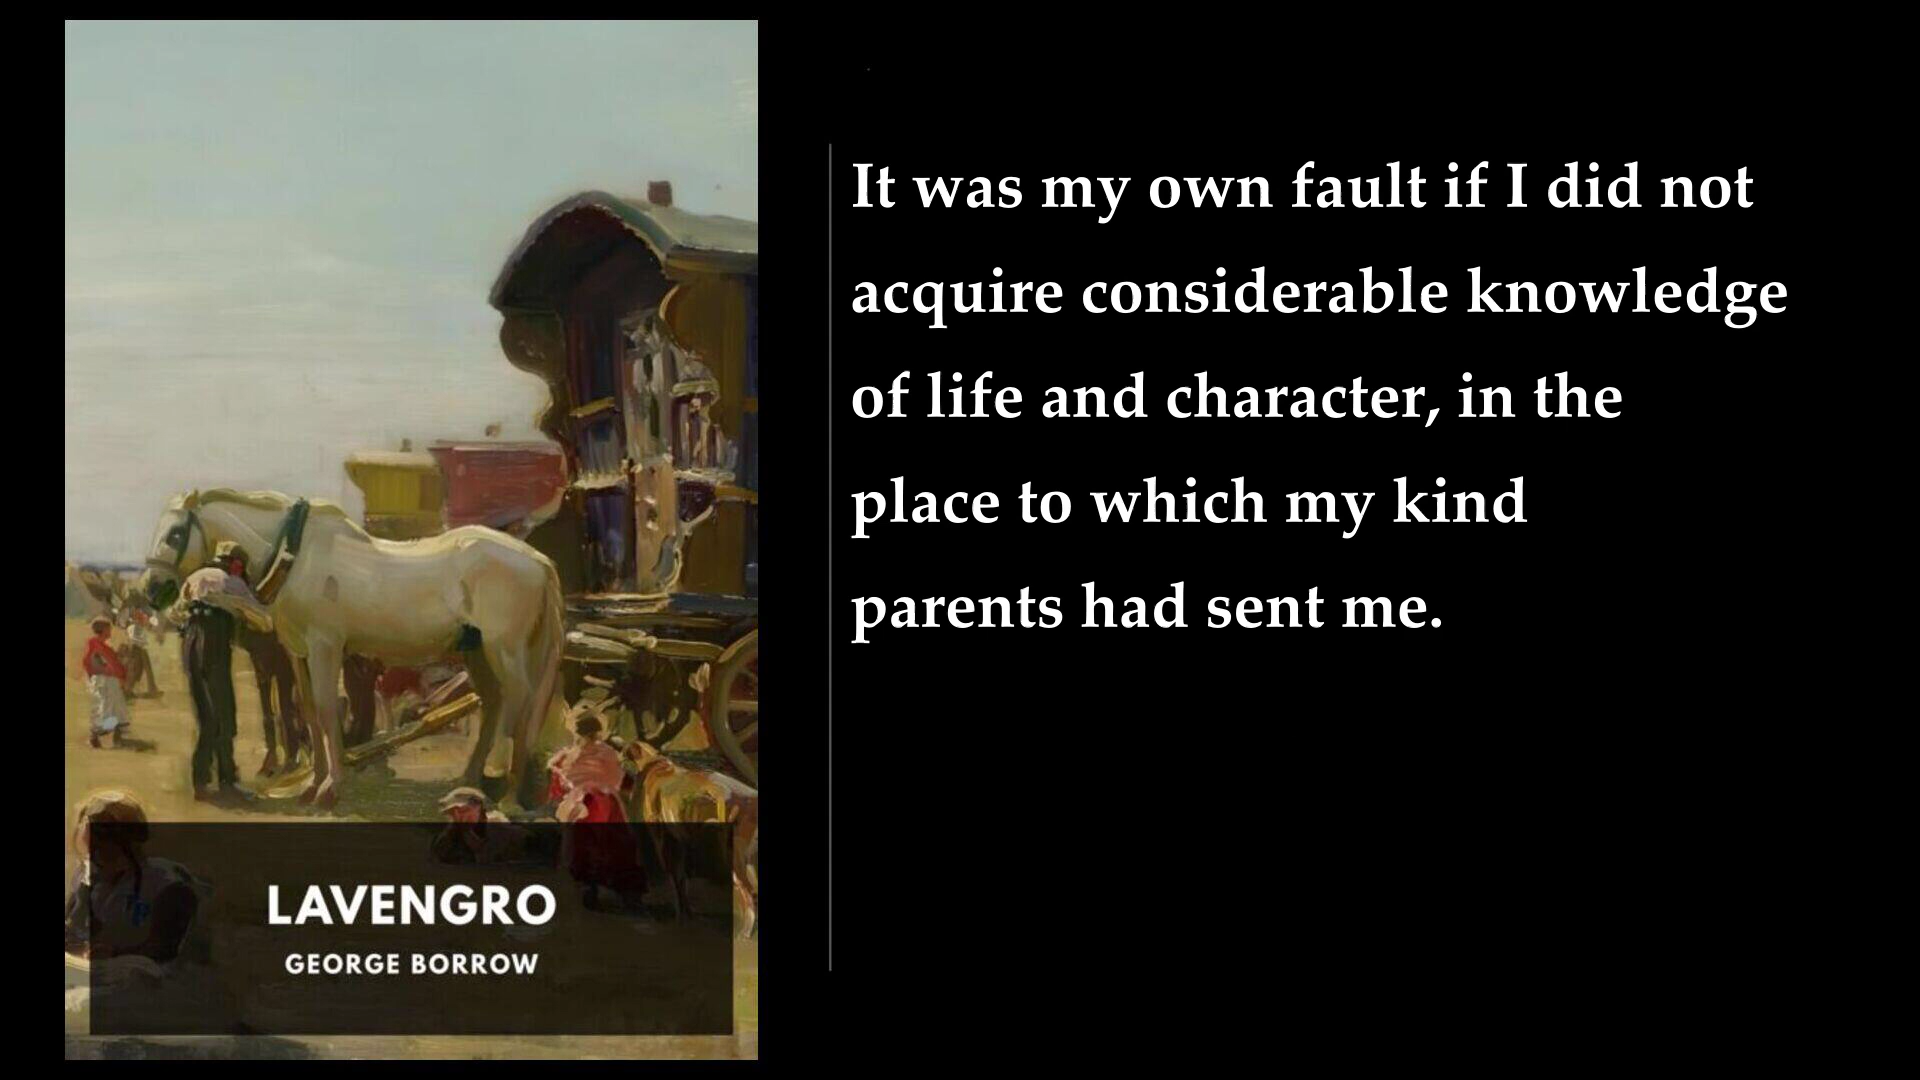 It was my own fault if I did not
acquire considerable knowledge
of life and character, in the
place to which my kind
parents had sent me.
LAVENGRO
GEORGE BORROW